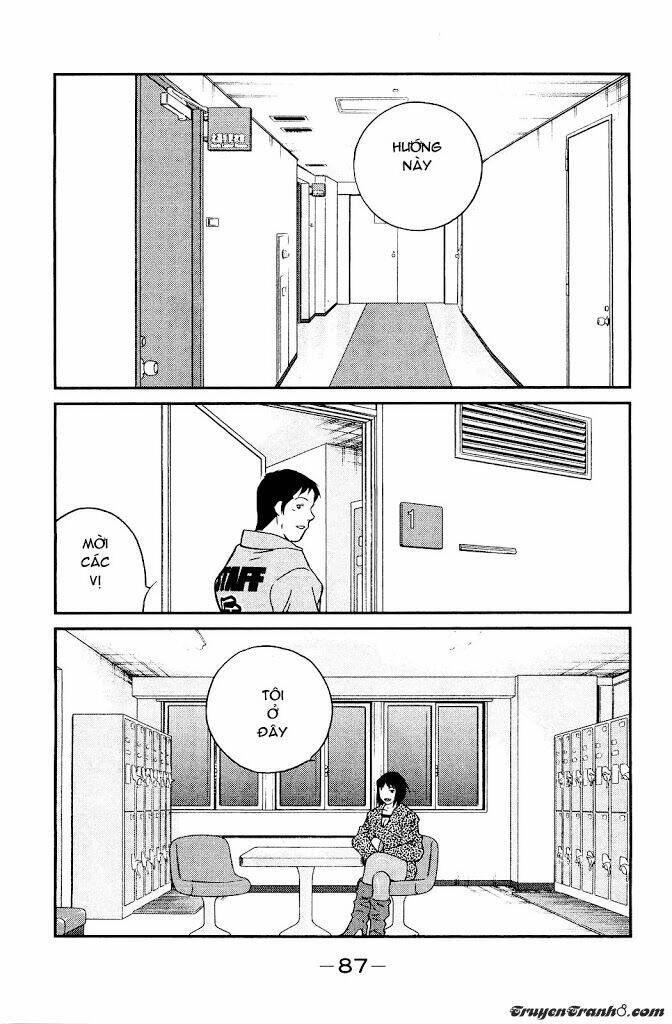 HƯỚNG
NÀY
1
MỜI
CÁC
VỊ
STAFF
TÔI
Ở
ĐÂY
-87-
TruyenTranh8.com